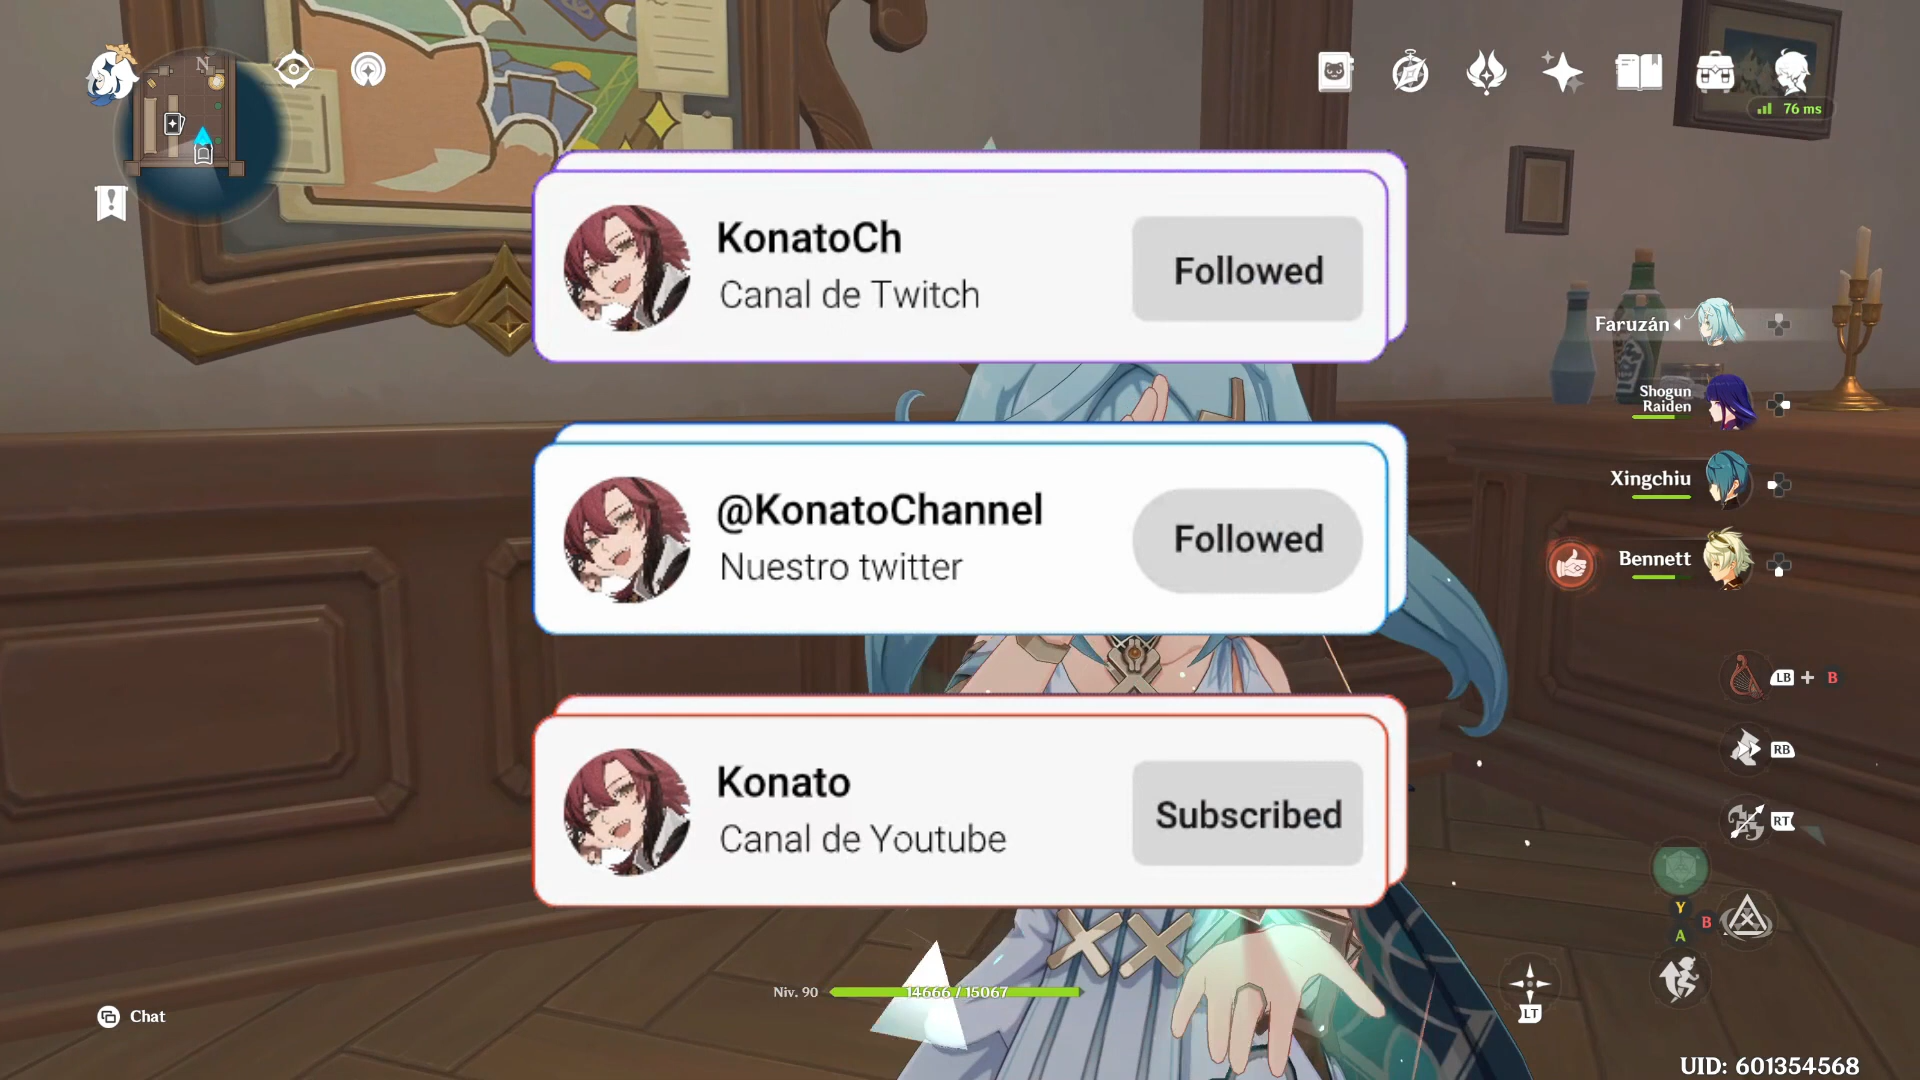 N
76 ms
KonatoCh
Canal de Twitch
Followed
Faruzán
Shogun
Raiden
@KonatoChannel
Nuestro twitter
Followed
Xingchiu
Bennett
LB + B
RB
Konato
Canal de Youtube
Subscribed
RT
Y
B
A
Niv. 90
14666 / 15067
LT
Chat
UID: 601354568